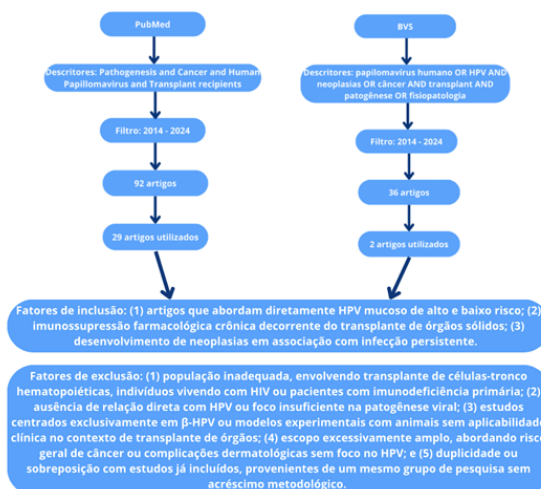 PubMed
Descritores: Pathogenesis and Cancer and Human
Papillomavirus and Transplant recipients
Filtro: 2014 - 2024
92 artigos
29 artigos utilizados
BVS
Descritores: papilomavirus humano OR HPV AND
neoplasias OR câncer AND transplant AND
patogênese OR fisiopatologia
Filtro: 2014 - 2024
36 artigos
2 artigos utilizados
Fatores de inclusão: (1) artigos que abordam diretamente HPV mucoso de alto e baixo risco; (2)
imunossupressão farmacológica crônica decorrente do transplante de órgãos sólidos; (3)
desenvolvimento de neoplasias em associação com infecção persistente.
Fatores de exclusão: (1) população inadequada, envolvendo transplante de células-tronco
hematopoiéticas, indivíduos vivendo com HIV ou pacientes com imunodeficiência primária; (2)
ausência de relação direta com HPV ou foco insuficiente na patogênese viral; (3) estudos
centrados exclusivamente em β-HPV ou modelos experimentais com animais sem aplicabilidade
clínica no contexto de transplante de órgãos; (4) escopo excessivamente amplo, abordando risco
geral de câncer ou complicações dermatológicas sem foco no HPV; e (5) duplicidade ou
sobreposição com estudos já incluídos, provenientes de um mesmo grupo de pesquisa sem
acréscimo metodológico.